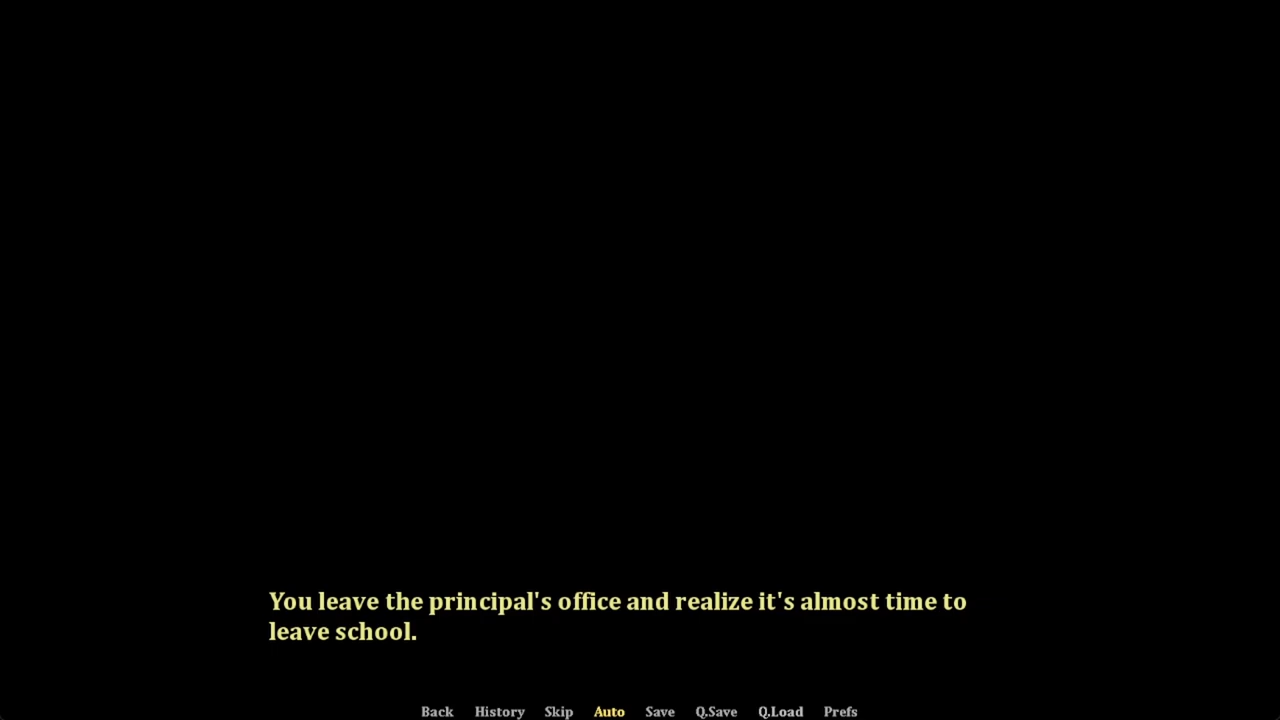 You leave the principal's office and realize it's almost time to
leave school.
Back History Skip Auto Save Q.Save Q.Load Prefs